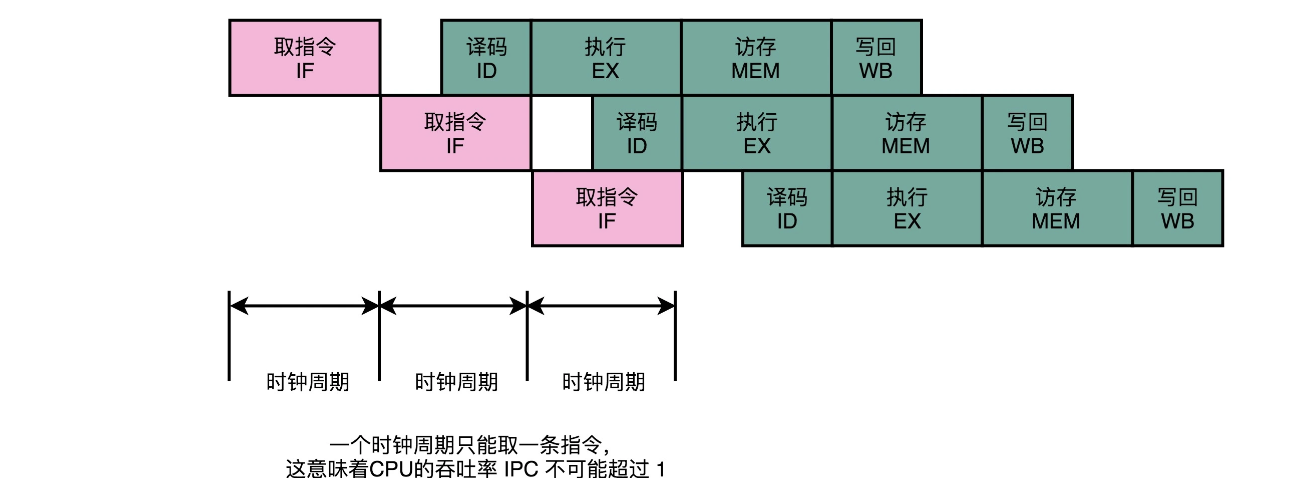 取指令
IF
译码
ID
执行
EX
访存
MEM
写回
WB
取指令
IF
译码
ID
执行
EX
访存
MEM
写回
WB
取指令
IF
译码
ID
执行
EX
访存
MEM
写回
WB
时钟周期
时钟周期
时钟周期
一个时钟周期只能取一条指令，
这意味着CPU的吞吐率 IPC 不可能超过 1